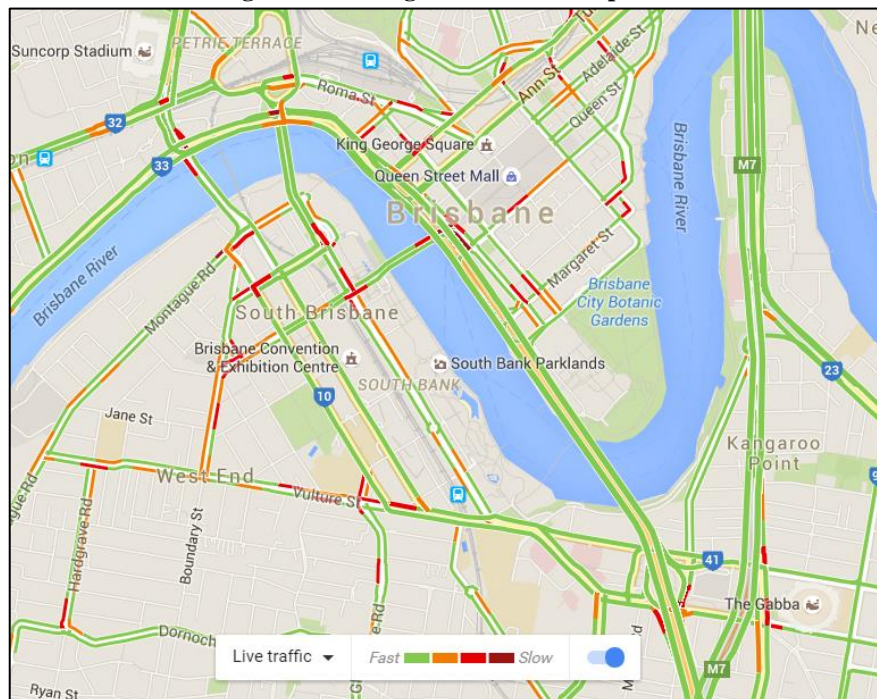 Suncorp Stadium
PETRIE TERRACE
Roma St
Ann St
Adelaide St
Queen St
Ne
32
33
King George Square
Queen Street Mall
Brisbane
M7
Brisbane River
Brisbane River
Montague Rd
Margaret St
Brisbane
City Botanic
Gardens
South Brisbane
Brisbane Convention
& Exhibition Centre
South Bank Parklands
SOUTH BANK
10
23
Jane St
Kangaroo
Point
West End
Vulture St
Hardgrave Rd
Boundary St
41
The Gabba
Dornoch
M7
Ryan St
Live traffic
Fast
Slow